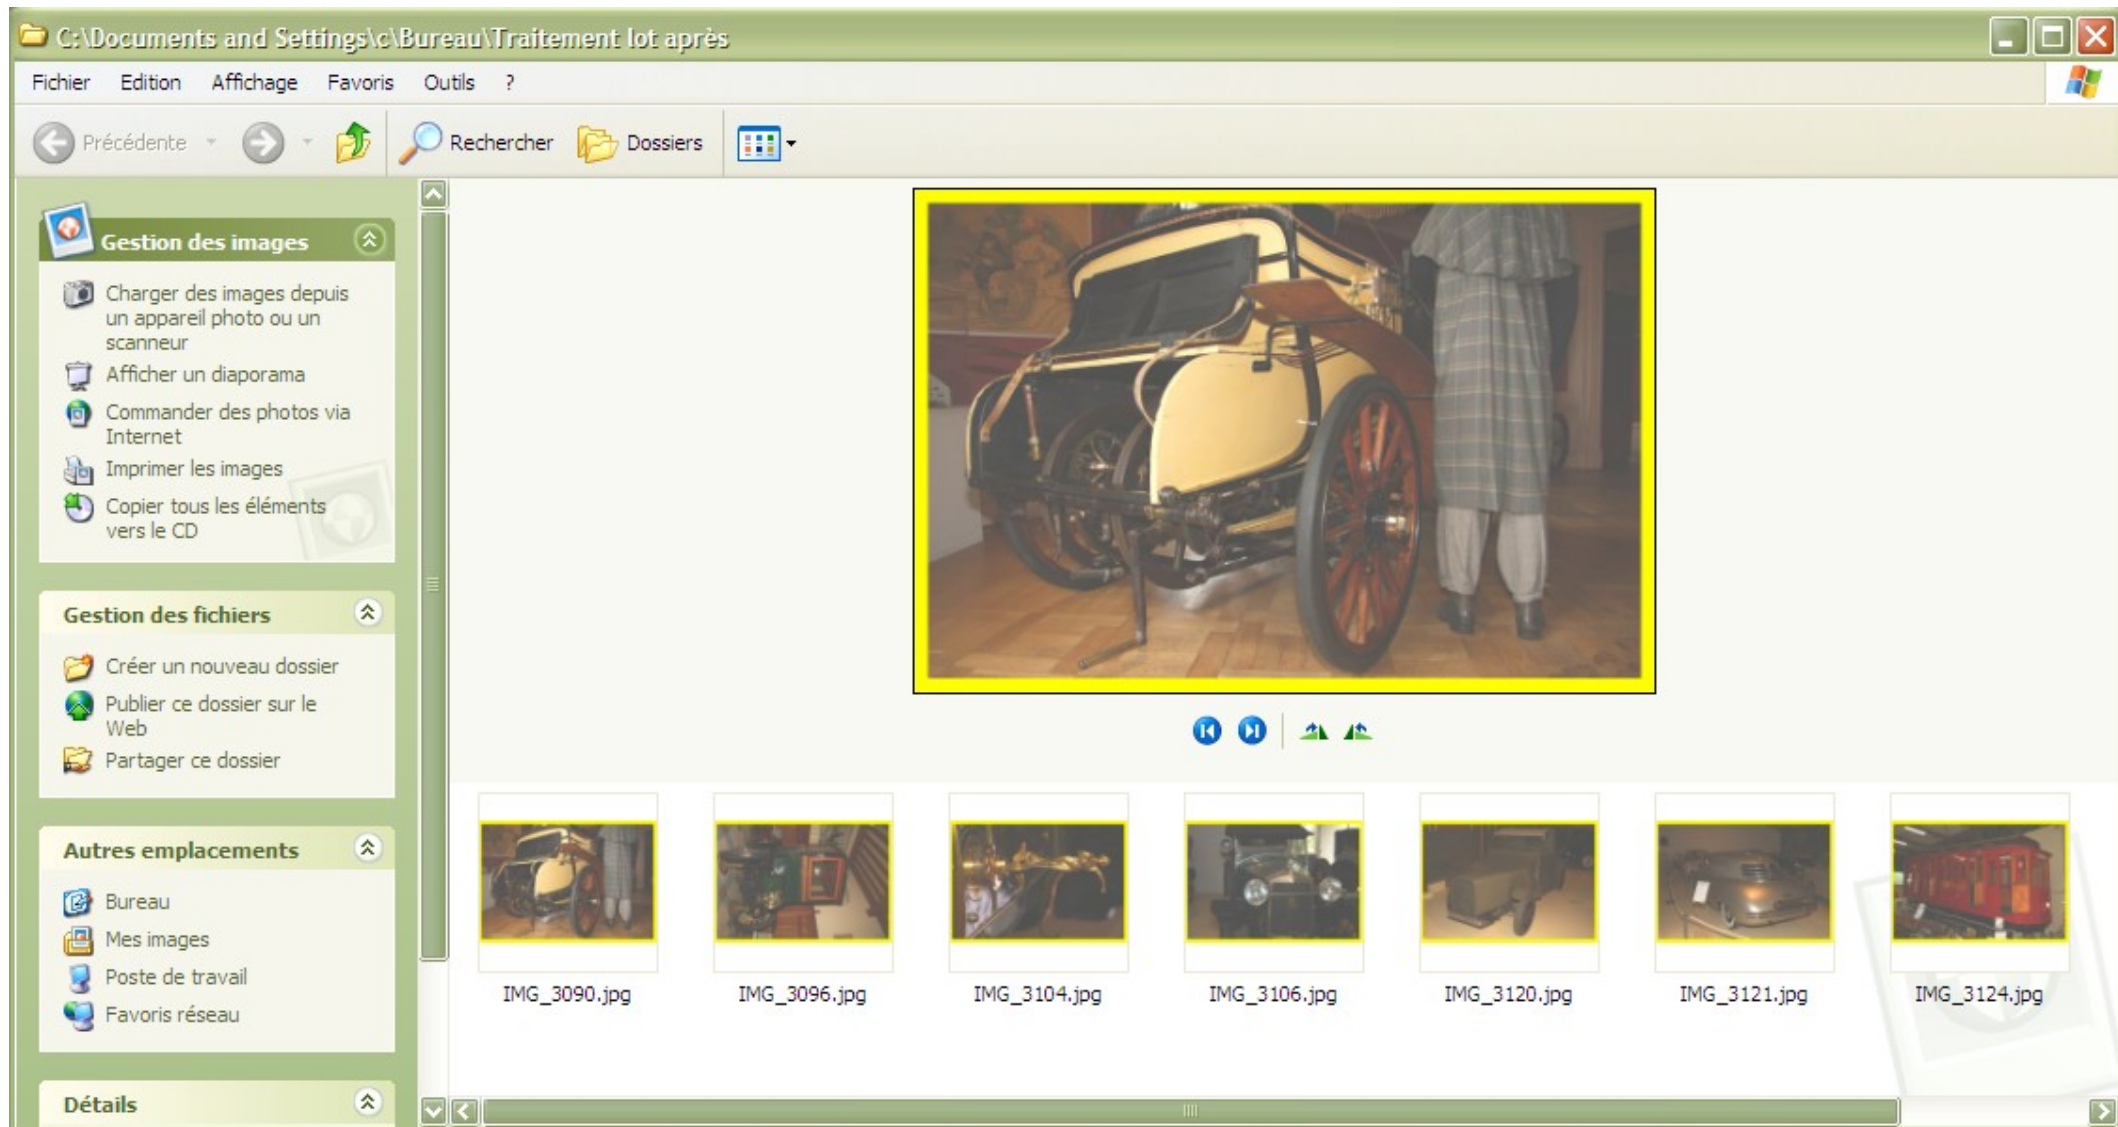 C:\Documents and Settings\c\Bureau\Traitement lot après
Fichier Edition Affichage Favoris Outils ?
Précédente Rechercher Dossiers
Gestion des images
Charger des images depuis
un appareil photo ou un
scanneur
Afficher un diaporama
Commander des photos via
Internet
Imprimer les images
Copier tous les éléments
vers le CD
Gestion des fichiers
Créer un nouveau dossier
Publier ce dossier sur le
Web
Partager ce dossier
Autres emplacements
Bureau
Mes images
Poste de travail
Favoris réseau
Détails
IMG_3090.jpg IMG_3096.jpg IMG_3104.jpg IMG_3106.jpg IMG_3120.jpg IMG_3121.jpg IMG_3124.jpg